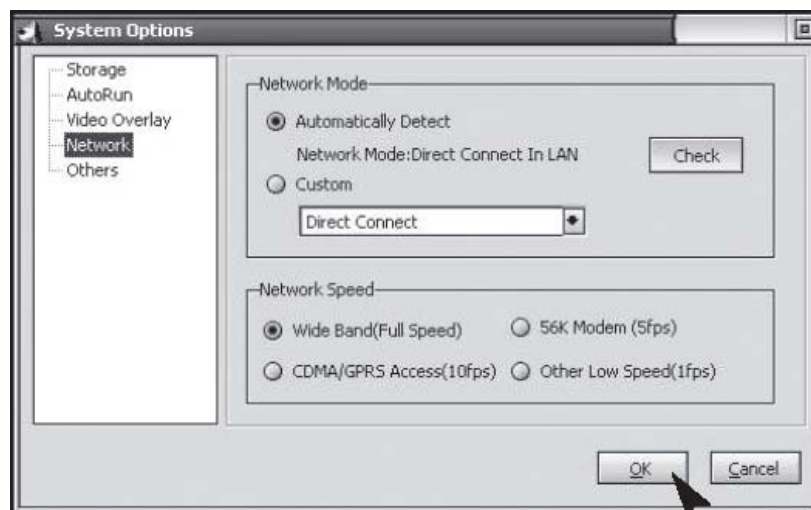 System Options
Storage
AutoRun
Video Overlay
Network
Others
Network Mode
Automatically Detect
Network Mode:Direct Connect In LAN
Check
Custom
Direct Connect
Network Speed
Wide Band(Full Speed)
56K Modem (5fps)
CDMA/GPRS Access(10fps)
Other Low Speed(1fps)
OK
Cancel